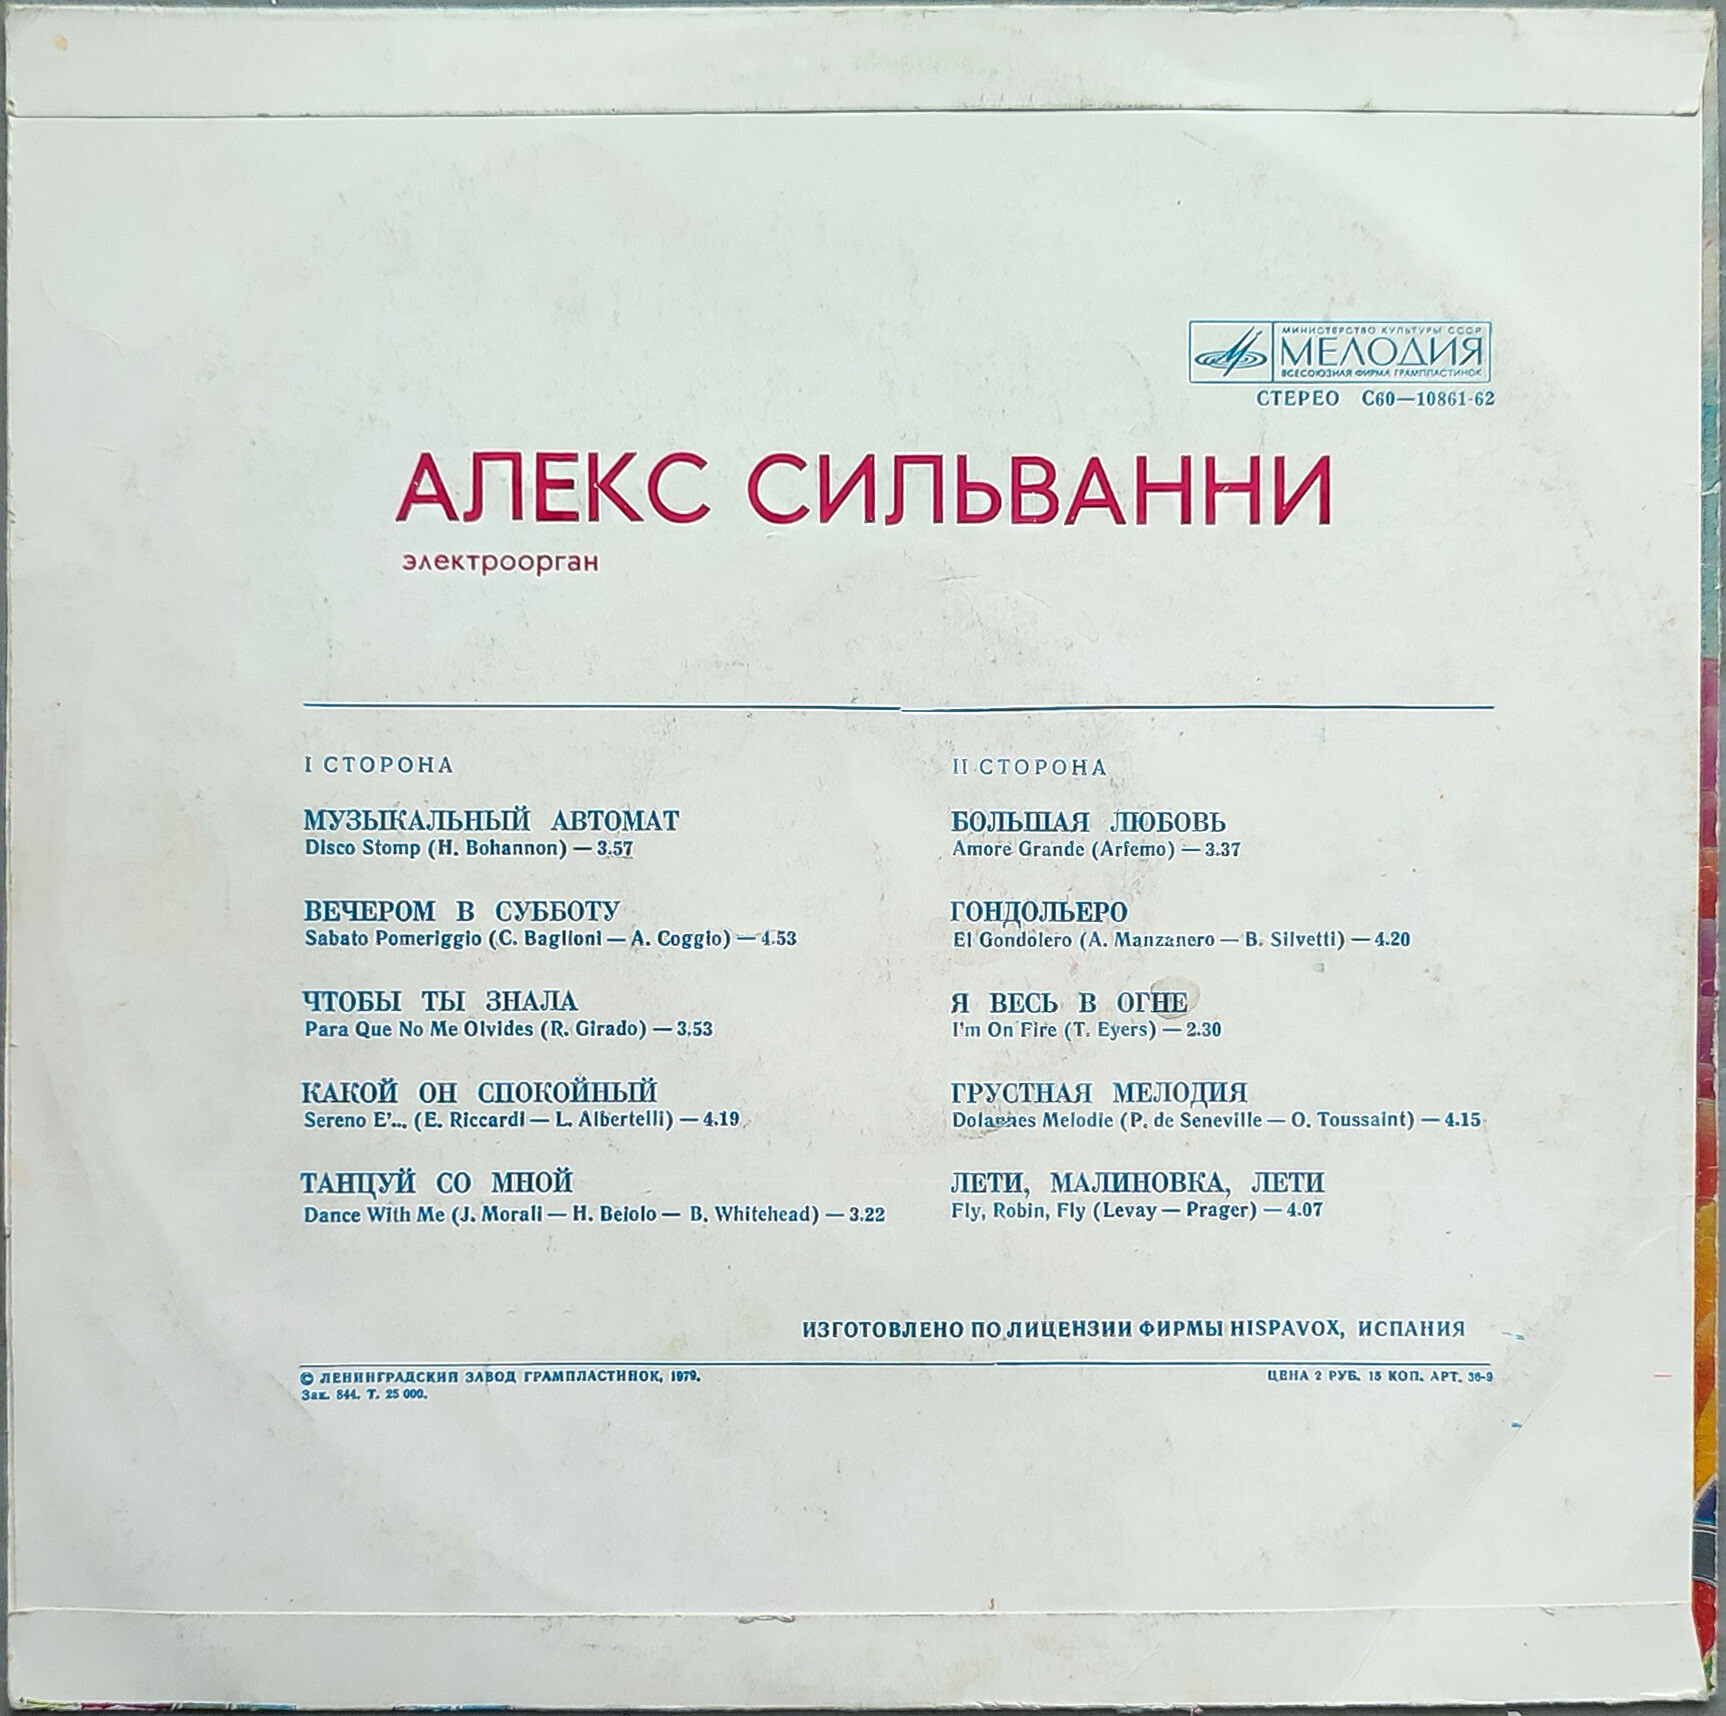 МИНИСТЕРСТВО КУЛЬТУРЫ СССР
МЕЛОДИЯ
ВСЕСОЮЗНАЯ ФИРМА ГРАМПЛАСТИНОК
СТЕРЕО С60—10861-62
АЛЕКС СИЛЬВАННИ
электроорган
I СТОРОНА
МУЗЫКАЛЬНЫЙ АВТОМАТ
Disco Stomp (H. Bohannon) — 3.57
ВЕЧЕРОМ В СУББОТУ
Sabato Pomeriggio (C. Baglioni — A. Coggio) — 4.53
ЧТОБЫ ТЫ ЗНАЛА
Para Que No Me Olvides (R. Girado) — 3.53
КАКОЙ ОН СПОКОЙНЫЙ
Sereno E'... (E. Riccardi — L. Albertelli) — 4.19
ТАНЦУЙ СО МНОЙ
Dance With Me (J. Morali — H. Belolo — B. Whitehead) — 3.22
II СТОРОНА
БОЛЬШАЯ ЛЮБОВЬ
Amore Grande (Arfemo) — 3.37
ГОНДОЛЬЕРО
El Gondolero (A. Manzanero — B. Silvetti) — 4.20
Я ВЕСЬ В ОГНЕ
I'm On Fire (T. Eyers) — 2.30
ГРУСТНАЯ МЕЛОДИЯ
Dolannes Melodie (P. de Seneville — O. Toussaint) — 4.15
ЛЕТИ, МАЛИНОВКА, ЛЕТИ
Fly, Robin, Fly (Levay — Prager) — 4.07
ИЗГОТОВЛЕНО ПО ЛИЦЕНЗИИ ФИРМЫ HISPAVOX, ИСПАНИЯ
© ЛЕНИНГРАДСКИЙ ЗАВОД ГРАМПЛАСТИНОК, 1979.
Зак. 844. Т. 25 000.
ЦЕНА 2 РУБ. 15 КОП. АРТ. 36-9